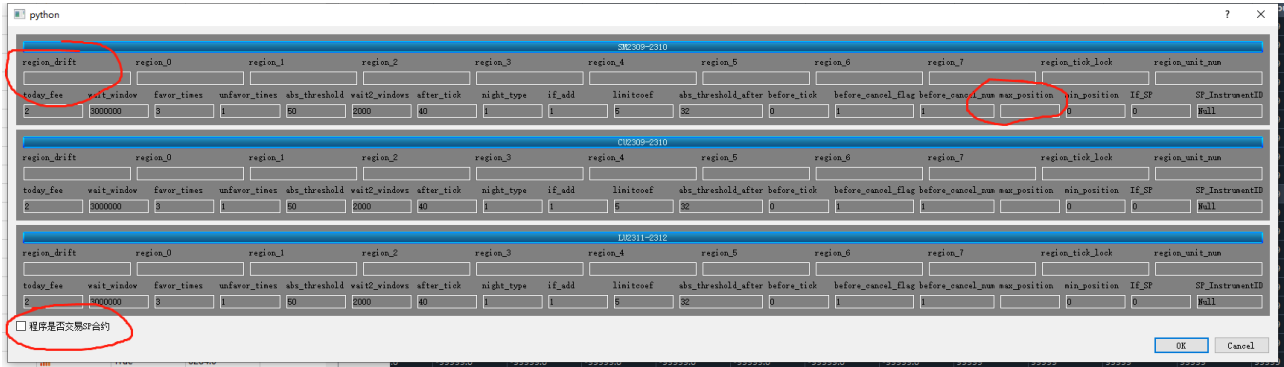 python
? ×
SM2309-2310
region_drift region_0 region_1 region_2 region_3 region_4 region_5 region_6 region_7 region_tick_lock region_unit_num
today_fee wait_window favor_times unfavor_times abs_threshold wait2_windows after_tick night_type if_add limitcoef abs_threshold_after before_tick before_cancel_flag before_cancel_num max_position min_position If_SP SP_InstrumentID
2 3000000 3 1 50 2000 40 1 1 5 32 0 1 1 0 0 Null
CU2309-2310
region_drift region_0 region_1 region_2 region_3 region_4 region_5 region_6 region_7 region_tick_lock region_unit_num
today_fee wait_window favor_times unfavor_times abs_threshold wait2_windows after_tick night_type if_add limitcoef abs_threshold_after before_tick before_cancel_flag before_cancel_num max_position min_position If_SP SP_InstrumentID
2 3000000 3 1 50 2000 40 1 1 5 32 0 1 1 0 0 Null
LU2311-2312
region_drift region_0 region_1 region_2 region_3 region_4 region_5 region_6 region_7 region_tick_lock region_unit_num
today_fee wait_window favor_times unfavor_times abs_threshold wait2_windows after_tick night_type if_add limitcoef abs_threshold_after before_tick before_cancel_flag before_cancel_num max_position min_position If_SP SP_InstrumentID
2 3000000 3 1 50 2000 40 1 1 5 32 0 1 1 0 0 Null
程序是否交易SP合约
OK Cancel